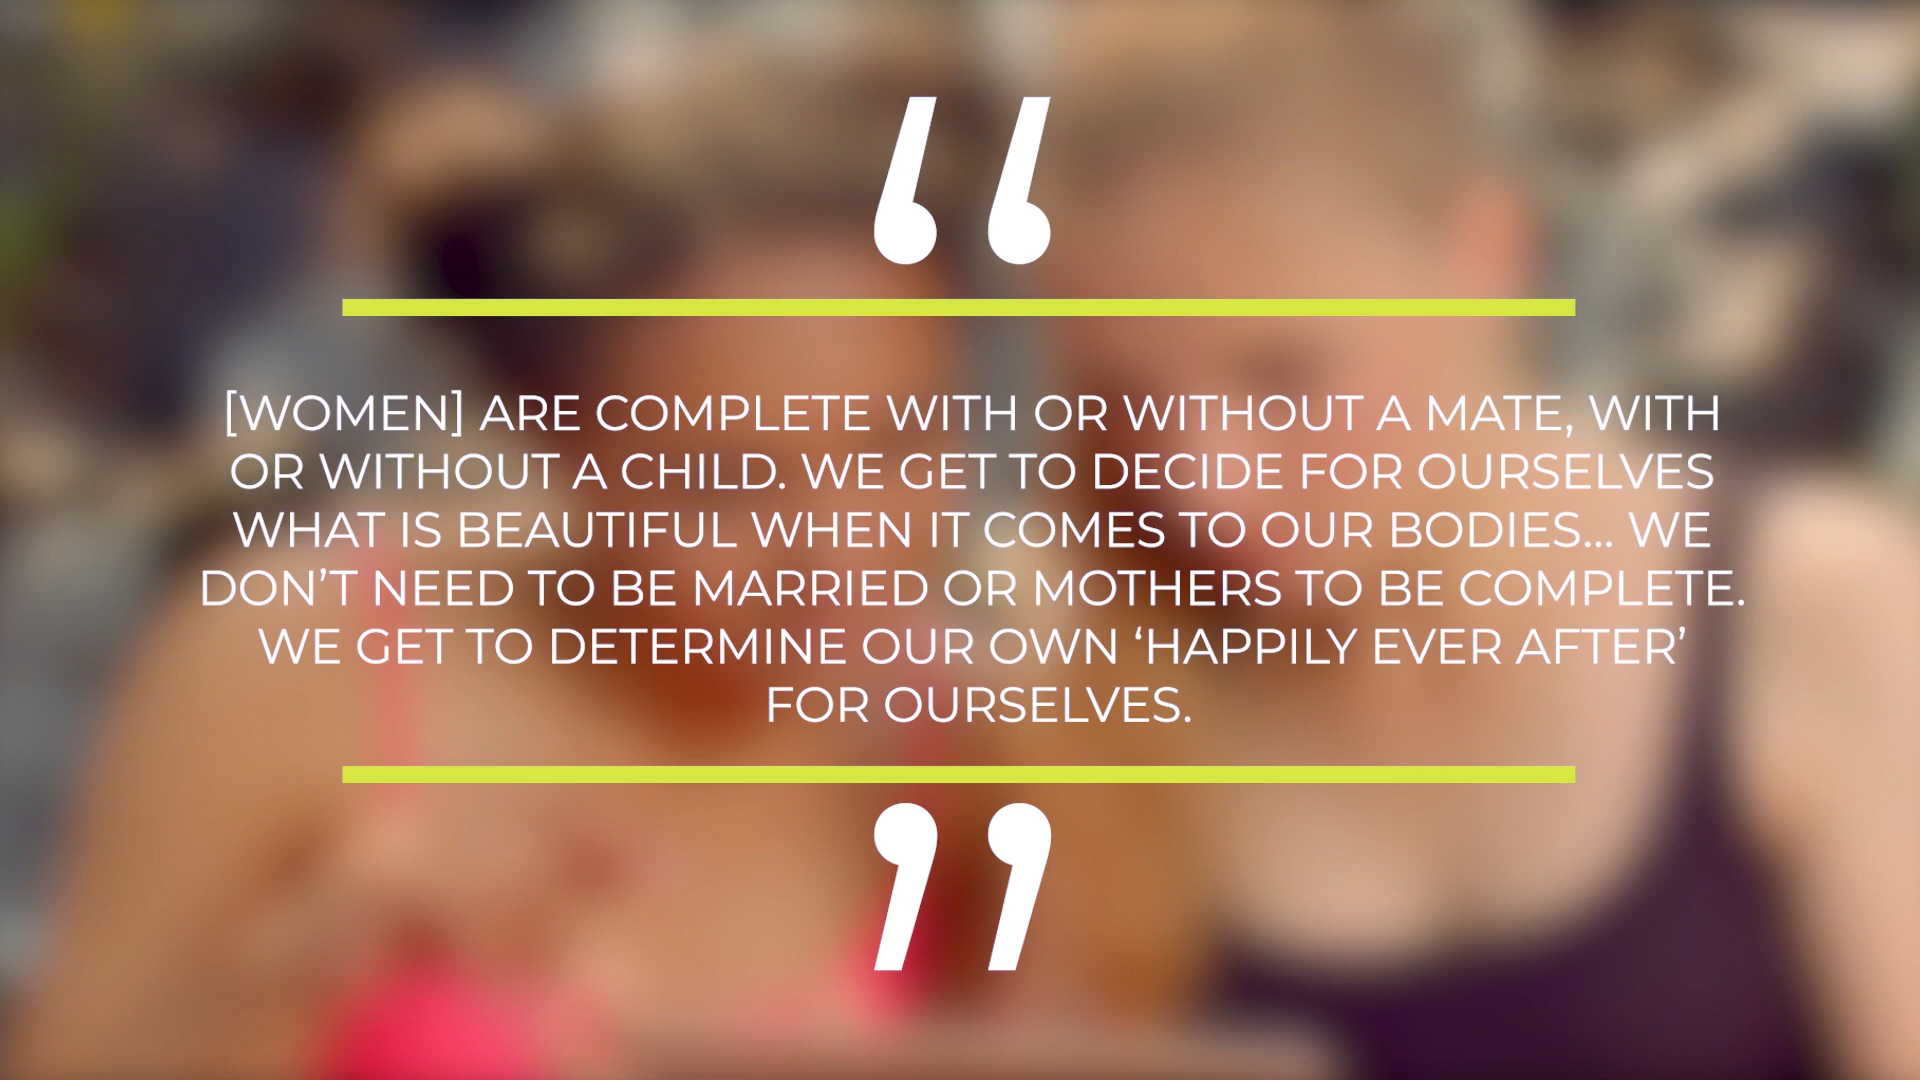 “
[WOMEN] ARE COMPLETE WITH OR WITHOUT A MATE, WITH
OR WITHOUT A CHILD. WE GET TO DECIDE FOR OURSELVES
WHAT IS BEAUTIFUL WHEN IT COMES TO OUR BODIES... WE
DON’T NEED TO BE MARRIED OR MOTHERS TO BE COMPLETE.
WE GET TO DETERMINE OUR OWN ‘HAPPILY EVER AFTER’
FOR OURSELVES.
”